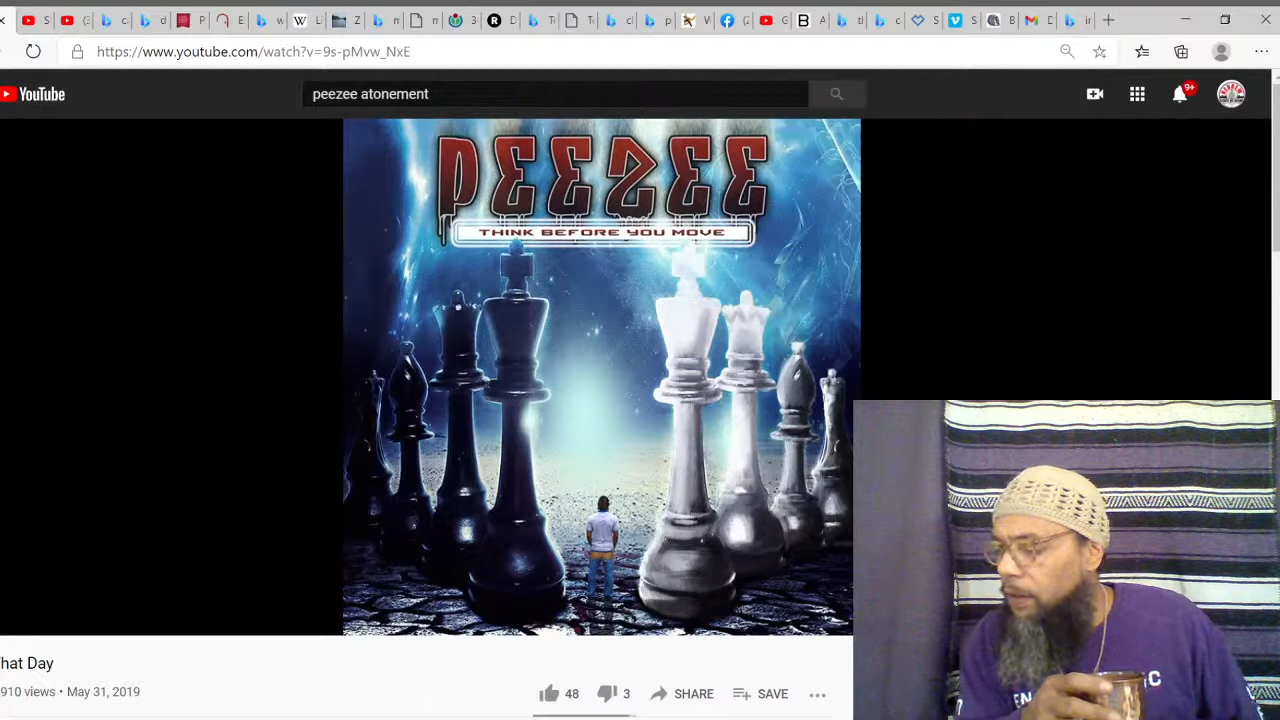 https://www.youtube.com/watch?v=9s-pMvw_NxE
YouTube
peezee atonement
9+
PEEZEE
THINK BEFORE YOU MOVE
hat Day
910 views • May 31, 2019
48
3
SHARE
SAVE